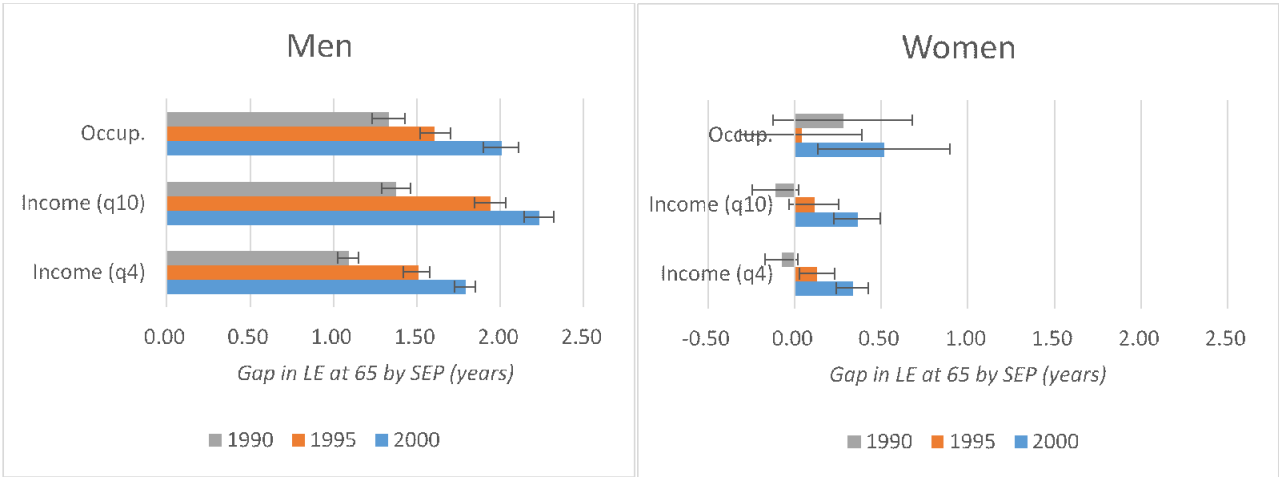 Men
Occup.
Income (q10)
Income (q4)
0.00 0.50 1.00 1.50 2.00 2.50
Gap in LE at 65 by SEP (years)
1990 1995 2000
Women
Occup.
Income (q10)
Income (q4)
-0.50 0.00 0.50 1.00 1.50 2.00 2.50
Gap in LE at 65 by SEP (years)
1990 1995 2000